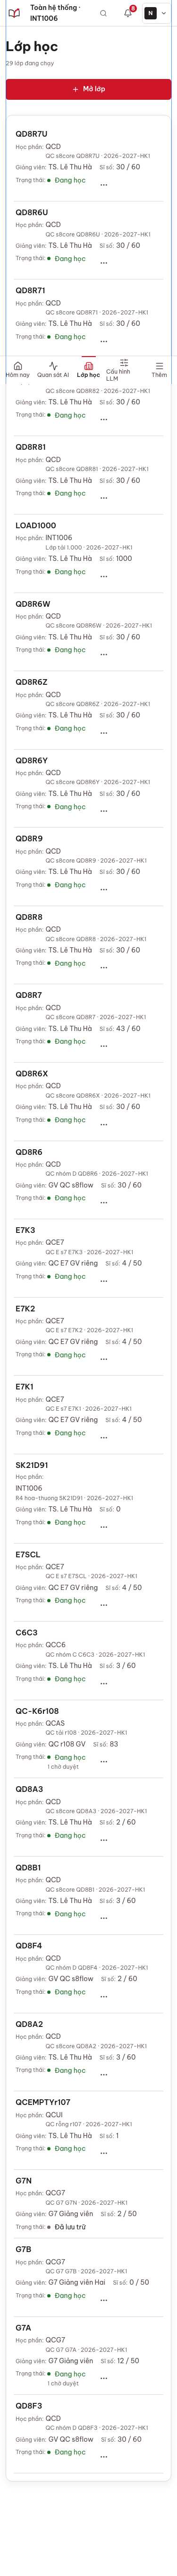 Toàn hệ thống ·
INT1006
8
N
Lớp học
29 lớp đang chạy
+ Mở lớp
QD8R7U
Học phần: QCD
QC s8core QD8R7U · 2026-2027-HK1
Giảng viên: TS. Lê Thu Hà Sĩ số: 30 / 60
Trạng thái: Đang học
QD8R6U
Học phần: QCD
QC s8core QD8R6U · 2026-2027-HK1
Giảng viên: TS. Lê Thu Hà Sĩ số: 30 / 60
Trạng thái: Đang học
QD8R71
Học phần: QCD
QC s8core QD8R71 · 2026-2027-HK1
Giảng viên: TS. Lê Thu Hà Sĩ số: 30 / 60
Trạng thái: Đang học
Hôm nay
Quan sát AI
Lớp học
Cấu hình LLM
Thêm
QC s8core QD8R82 · 2026-2027-HK1
Giảng viên: TS. Lê Thu Hà Sĩ số: 30 / 60
Trạng thái: Đang học
QD8R81
Học phần: QCD
QC s8core QD8R81 · 2026-2027-HK1
Giảng viên: TS. Lê Thu Hà Sĩ số: 30 / 60
Trạng thái: Đang học
LOAD1000
Học phần: INT1006
Lớp tải 1.000 · 2026-2027-HK1
Giảng viên: TS. Lê Thu Hà Sĩ số: 1000
Trạng thái: Đang học
QD8R6W
Học phần: QCD
QC s8core QD8R6W · 2026-2027-HK1
Giảng viên: TS. Lê Thu Hà Sĩ số: 30 / 60
Trạng thái: Đang học
QD8R6Z
Học phần: QCD
QC s8core QD8R6Z · 2026-2027-HK1
Giảng viên: TS. Lê Thu Hà Sĩ số: 30 / 60
Trạng thái: Đang học
QD8R6Y
Học phần: QCD
QC s8core QD8R6Y · 2026-2027-HK1
Giảng viên: TS. Lê Thu Hà Sĩ số: 30 / 60
Trạng thái: Đang học
QD8R9
Học phần: QCD
QC s8core QD8R9 · 2026-2027-HK1
Giảng viên: TS. Lê Thu Hà Sĩ số: 30 / 60
Trạng thái: Đang học
QD8R8
Học phần: QCD
QC s8core QD8R8 · 2026-2027-HK1
Giảng viên: TS. Lê Thu Hà Sĩ số: 30 / 60
Trạng thái: Đang học
QD8R7
Học phần: QCD
QC s8core QD8R7 · 2026-2027-HK1
Giảng viên: TS. Lê Thu Hà Sĩ số: 43 / 60
Trạng thái: Đang học
QD8R6X
Học phần: QCD
QC s8core QD8R6X · 2026-2027-HK1
Giảng viên: TS. Lê Thu Hà Sĩ số: 30 / 60
Trạng thái: Đang học
QD8R6
Học phần: QCD
QC nhóm D QD8R6 · 2026-2027-HK1
Giảng viên: GV QC s8flow Sĩ số: 30 / 60
Trạng thái: Đang học
E7K3
Học phần: QCE7
QC E s7 E7K3 · 2026-2027-HK1
Giảng viên: QC E7 GV riêng Sĩ số: 4 / 50
Trạng thái: Đang học
E7K2
Học phần: QCE7
QC E s7 E7K2 · 2026-2027-HK1
Giảng viên: QC E7 GV riêng Sĩ số: 4 / 50
Trạng thái: Đang học
E7K1
Học phần: QCE7
QC E s7 E7K1 · 2026-2027-HK1
Giảng viên: QC E7 GV riêng Sĩ số: 4 / 50
Trạng thái: Đang học
SK21D91
Học phần:
INT1006
R4 hoa-thuong SK21D91 · 2026-2027-HK1
Giảng viên: TS. Lê Thu Hà Sĩ số: 0
Trạng thái: Đang học
E7SCL
Học phần: QCE7
QC E s7 E7SCL · 2026-2027-HK1
Giảng viên: QC E7 GV riêng Sĩ số: 4 / 50
Trạng thái: Đang học
C6C3
Học phần: QCC6
QC nhóm C C6C3 · 2026-2027-HK1
Giảng viên: TS. Lê Thu Hà Sĩ số: 3 / 60
Trạng thái: Đang học
QC-K6r108
Học phần: QCAS
QC tải r108 · 2026-2027-HK1
Giảng viên: QC r108 GV Sĩ số: 83
Trạng thái: Đang học
1 chờ duyệt
QD8A3
Học phần: QCD
QC s8core QD8A3 · 2026-2027-HK1
Giảng viên: TS. Lê Thu Hà Sĩ số: 2 / 60
Trạng thái: Đang học
QD8B1
Học phần: QCD
QC s8core QD8B1 · 2026-2027-HK1
Giảng viên: TS. Lê Thu Hà Sĩ số: 3 / 60
Trạng thái: Đang học
QD8F4
Học phần: QCD
QC nhóm D QD8F4 · 2026-2027-HK1
Giảng viên: GV QC s8flow Sĩ số: 2 / 60
Trạng thái: Đang học
QD8A2
Học phần: QCD
QC s8core QD8A2 · 2026-2027-HK1
Giảng viên: TS. Lê Thu Hà Sĩ số: 3 / 60
Trạng thái: Đang học
QCEMPTYr107
Học phần: QCUI
QC rỗng r107 · 2026-2027-HK1
Giảng viên: TS. Lê Thu Hà Sĩ số: 1
Trạng thái: Đang học
G7N
Học phần: QCG7
QC G7 G7N · 2026-2027-HK1
Giảng viên: G7 Giảng viên Sĩ số: 2 / 50
Trạng thái: Đã lưu trữ
G7B
Học phần: QCG7
QC G7 G7B · 2026-2027-HK1
Giảng viên: G7 Giảng viên Hai Sĩ số: 0 / 50
Trạng thái: Đang học
G7A
Học phần: QCG7
QC G7 G7A · 2026-2027-HK1
Giảng viên: G7 Giảng viên Sĩ số: 12 / 50
Trạng thái: Đang học
1 chờ duyệt
QD8F3
Học phần: QCD
QC nhóm D QD8F3 · 2026-2027-HK1
Giảng viên: GV QC s8flow Sĩ số: 30 / 60
Trạng thái: Đang học